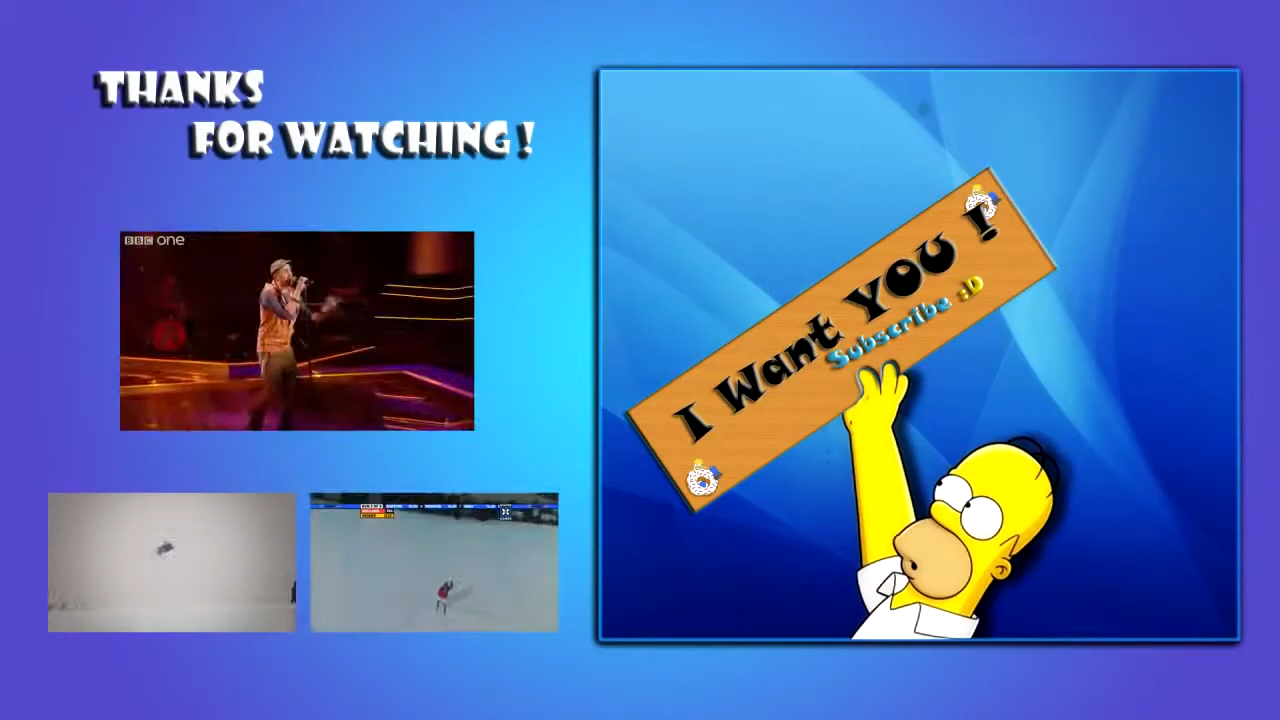 THANKS
FOR WATCHING !
BBC one
I Want YOU !
Subscribe :D